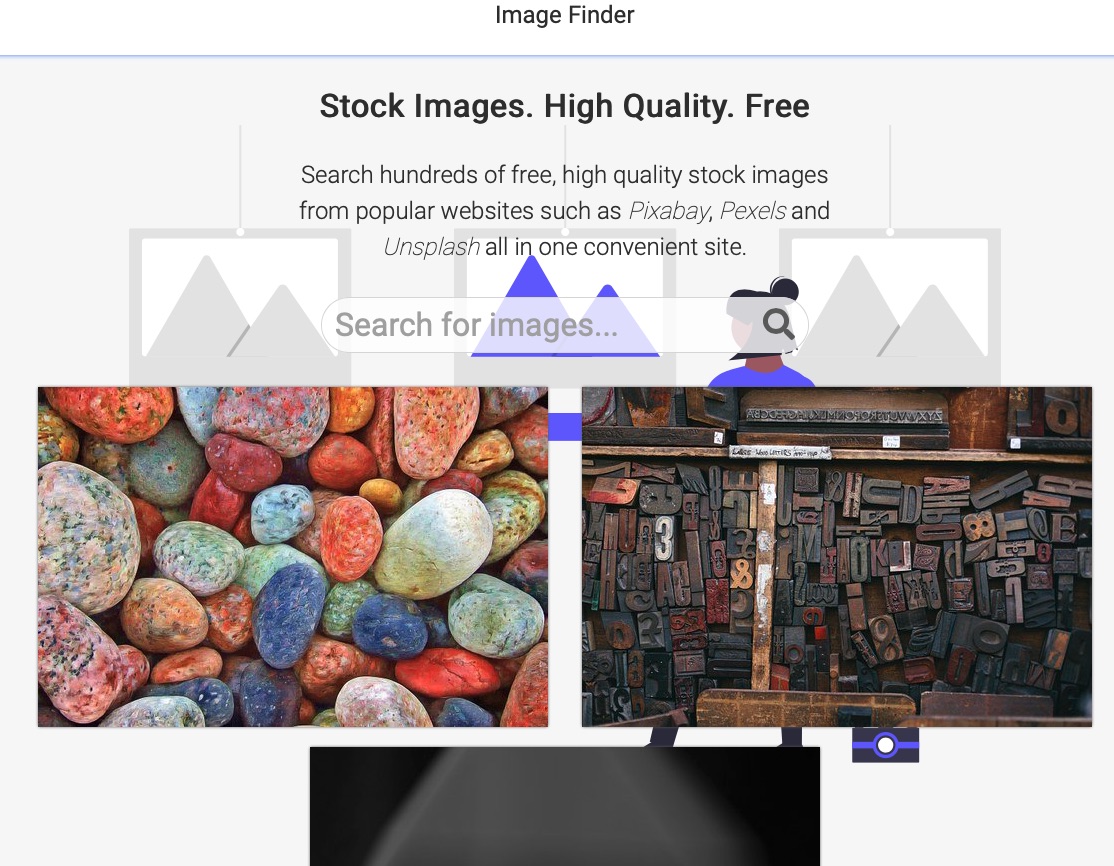 Image Finder
Stock Images. High Quality. Free
Search hundreds of free, high quality stock images
from popular websites such as Pixabay, Pexels and
Unsplash all in one convenient site.
Search for images...